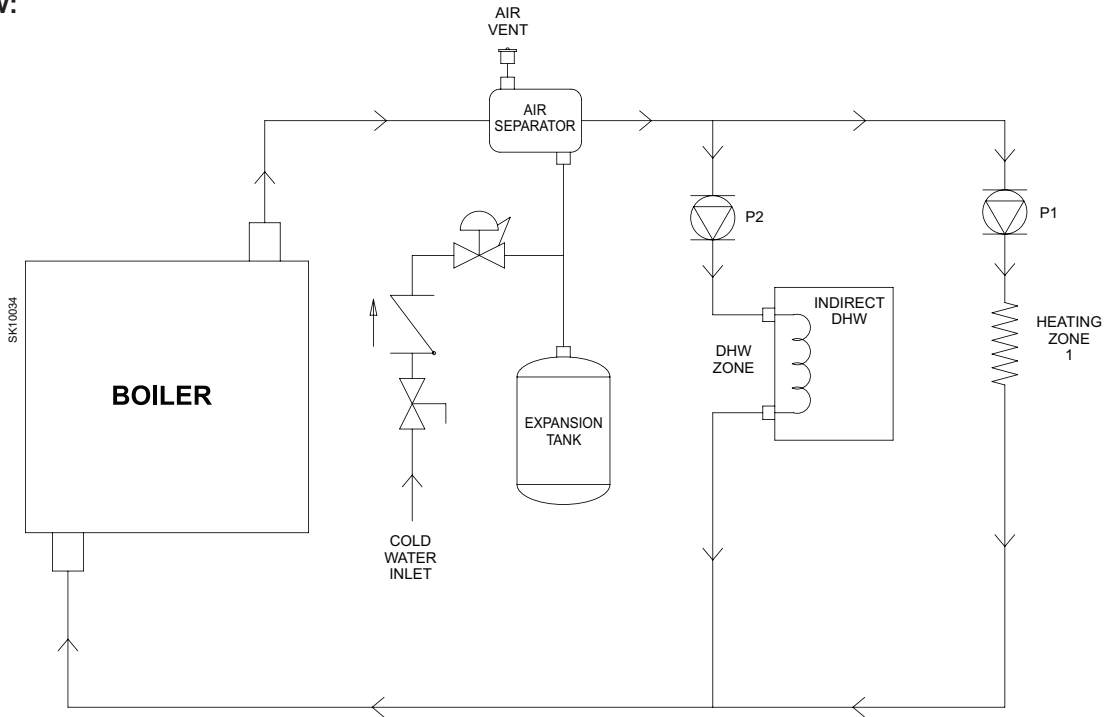 AIR
VENT
AIR
SEPARATOR
P2
P1
SK10034
BOILER
INDIRECT
DHW
DHW
ZONE
HEATING
ZONE
1
EXPANSION
TANK
COLD
WATER
INLET